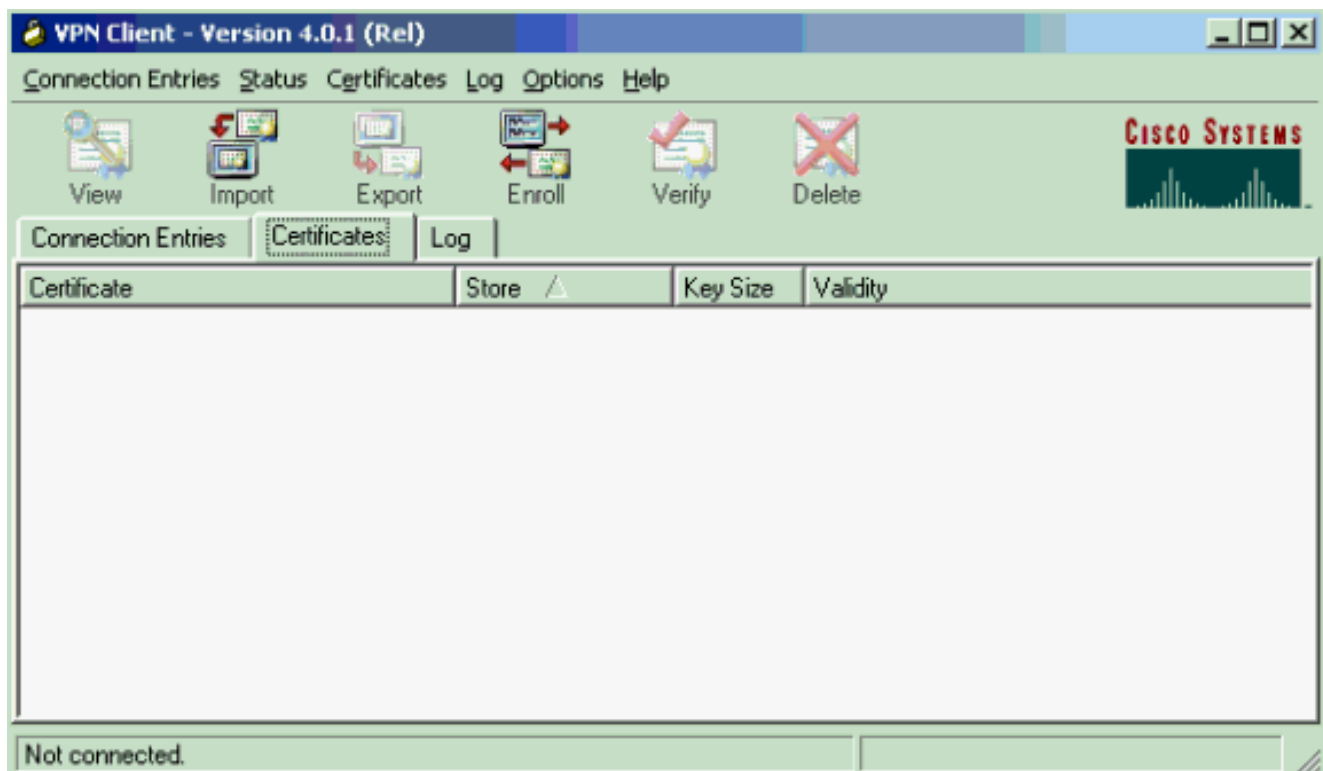 VPN Client - Version 4.0.1 (Rel)
Connection Entries Status Certificates Log Options Help
View Import Export Enroll Verify Delete
CISCO SYSTEMS
Connection Entries Certificates Log
Certificate Store Key Size Validity
Not connected.